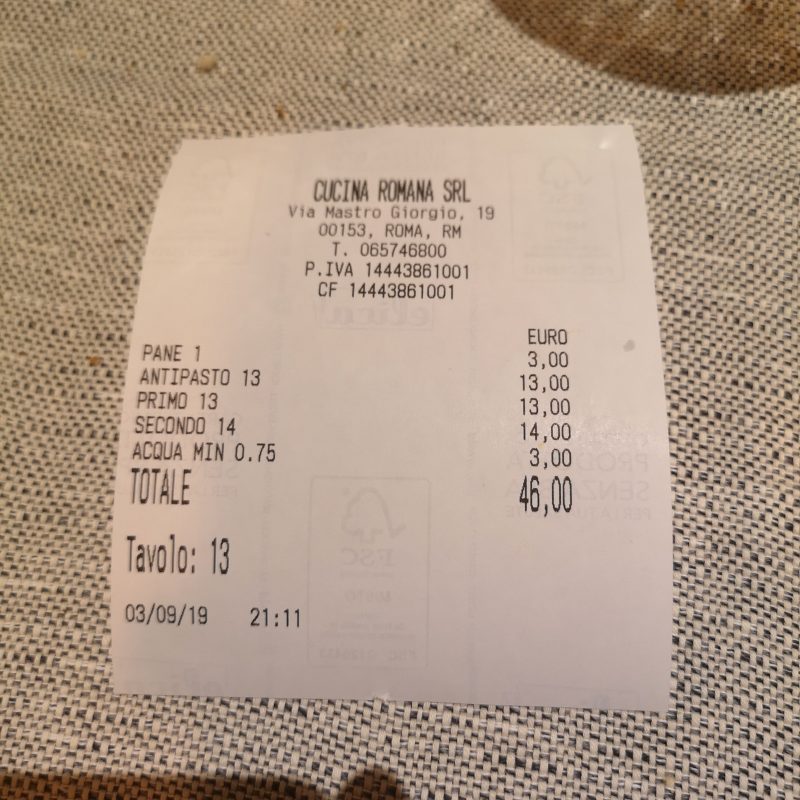 CUCINA ROMANA SRL
Via Mastro Giorgio, 19
00153, ROMA, RM
T. 065746800
P.IVA 14443861001
CF 14443861001
EURO
PANE 1 3,00
ANTIPASTO 13 13,00
PRIMO 13 13,00
SECONDO 14 14,00
ACQUA MIN 0.75 3,00
TOTALE 46,00
Tavolo: 13
03/09/19 21:11